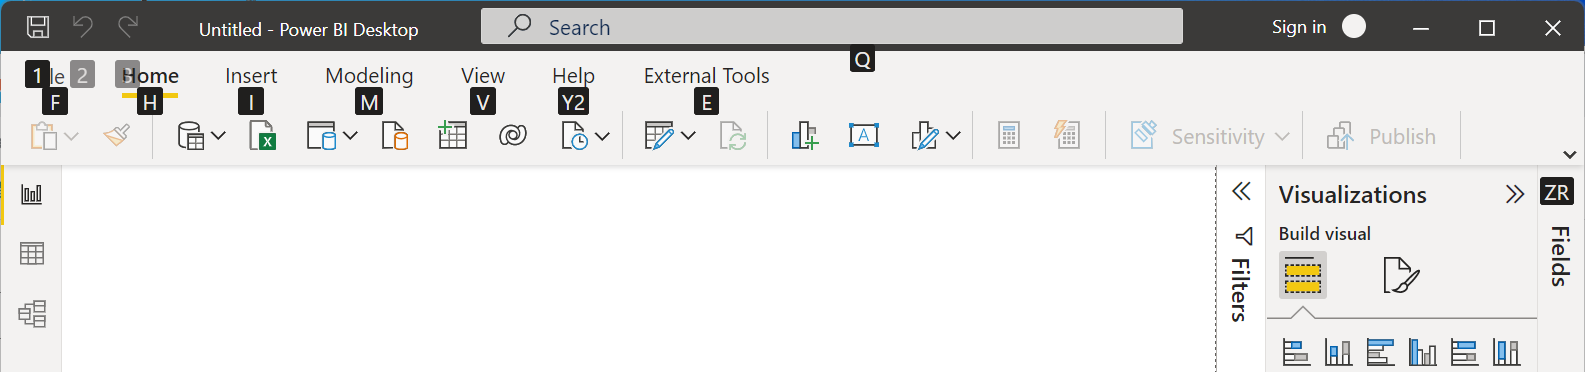 Untitled - Power BI Desktop
Search
Sign in
Q
1 le 2 3 Home Insert Modeling View Help External Tools
F H I M V Y2 E
Sensitivity
Publish
Visualizations
ZR
Build visual
Filters
Fields